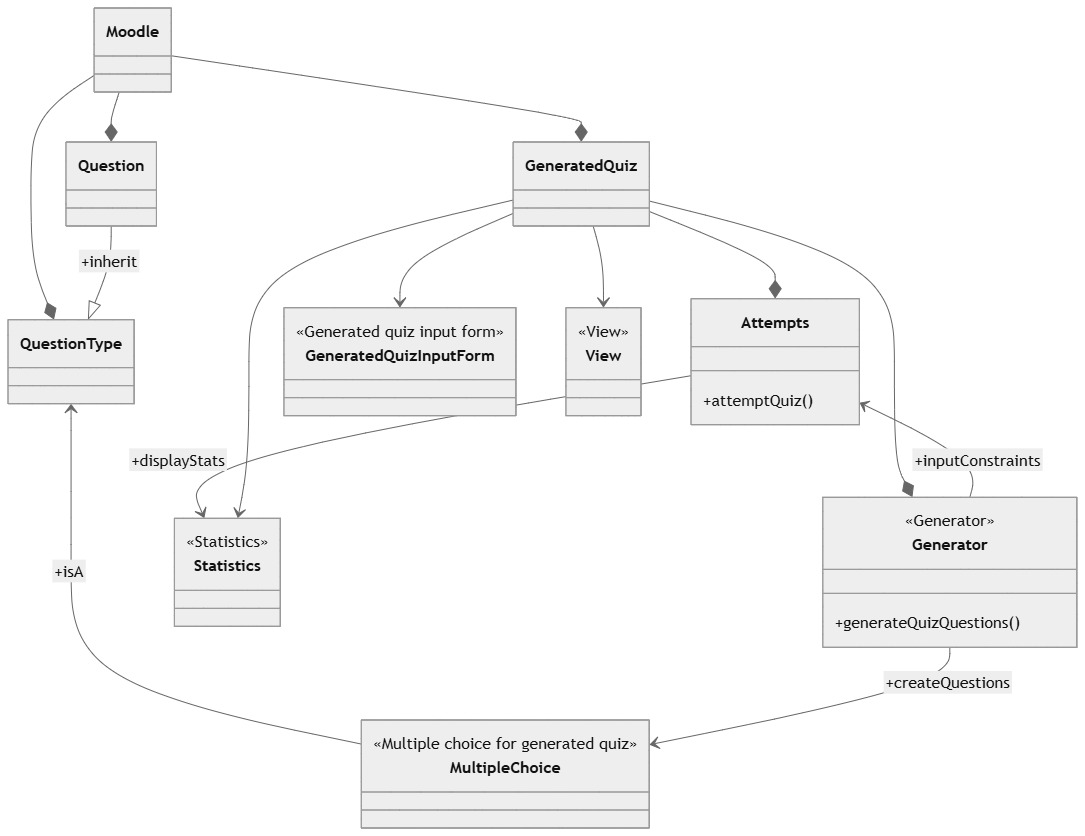 Moodle
Question
GeneratedQuiz
+inherit
QuestionType
«Generated quiz input form»
GeneratedQuizInputForm
«View»
View
Attempts
+attemptQuiz()
+displayStats
+inputConstraints
«Statistics»
Statistics
«Generator»
Generator
+generateQuizQuestions()
+isA
+createQuestions
«Multiple choice for generated quiz»
MultipleChoice